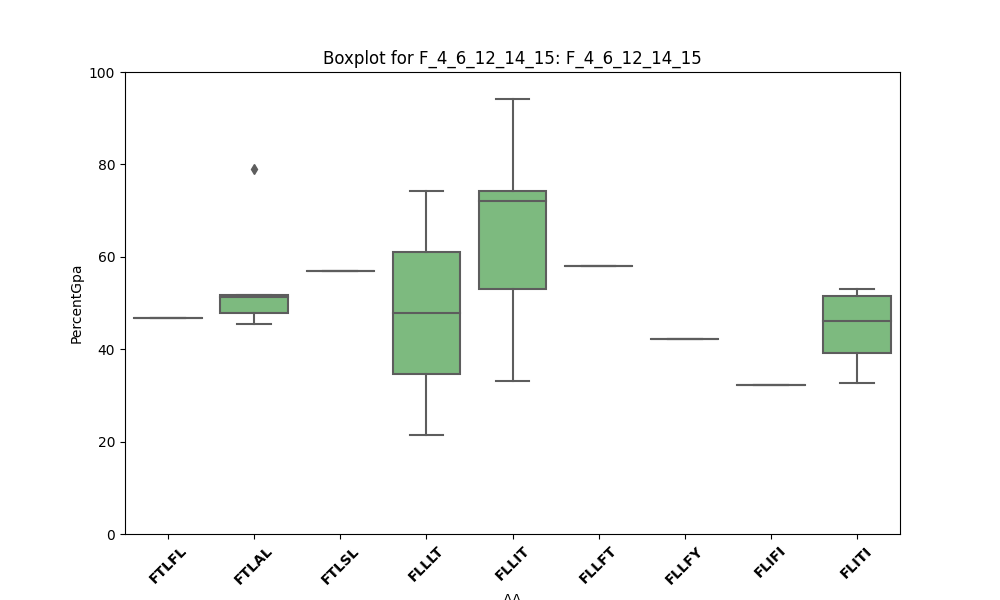 Boxplot for F_4_6_12_14_15: F_4_6_12_14_15
100
80
60
40
20
0
PercentGpa
FTLFL
FTLAL
FTLSL
FLLLT
FLLIT
FLLFT
FLLFY
FLIFI
FLITI
AA